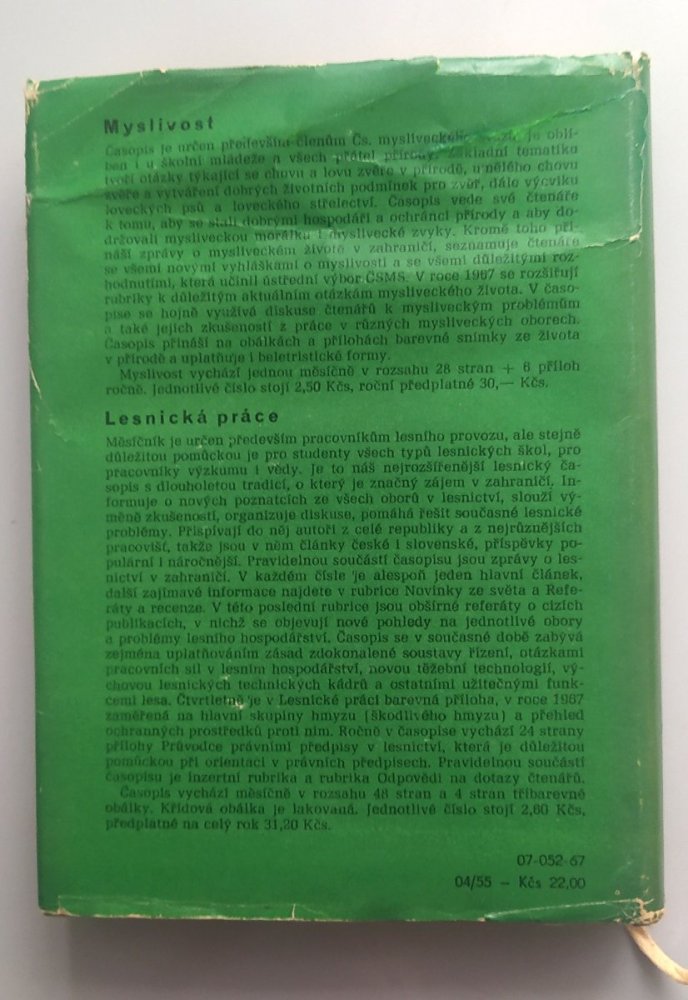 Myslivost
Časopis je určen především členům Čs. mysliveckého svazu. Je oblí-
ben i u školní mládeže a všech přátel přírody. Základní tematiku
tvoří otázky týkající se chovu a lovu zvěře v přírodě, umělého chovu
zvěře a vytváření dobrých životních podmínek pro zvěř, dále výcviku
loveckých psů a loveckého střelectví. Časopis vede své čtenáře
k tomu, aby se stali dobrými hospodáři a ochránci přírody a aby do-
držovali mysliveckou morálku i myslivecké zvyky. Kromě toho při-
náší zprávy o mysliveckém životě v zahraničí, seznamuje čtenáře
se všemi novými vyhláškami o myslivosti a se všemi důležitými roz-
hodnutími, která učinil ústřední výbor ČSMS. V roce 1967 se rozšiřují
rubriky k důležitým aktuálním otázkám mysliveckého života. V časo-
pise se hojně využívá diskuse čtenářů k mysliveckým problémům
a také jejich zkušeností z práce v různých mysliveckých oborech.
Časopis přináší na obálkách a přílohách barevné snímky ze života
v přírodě a uplatňuje i beletristické formy.
Myslivost vychází jednou měsíčně v rozsahu 28 stran + 6 příloh
ročně. Jednotlivé číslo stojí 2,50 Kčs, roční předplatné 30,— Kčs.
Lesnická práce
Měsíčník je určen především pracovníkům lesního provozu, ale stejně
důležitou pomůckou je pro studenty všech typů lesnických škol, pro
pracovníky výzkumu i vědy. Je to náš nejrozšířenější lesnický ča-
sopis s dlouholetou tradicí, o který je značný zájem v zahraničí. In-
formuje o nových poznatcích ze všech oborů v lesnictví, slouží vý-
měně zkušeností, organizuje diskuse, pomáhá řešit současné lesnické
problémy. Přispívají do něj autoři z celé republiky a z nejrůznějších
pracovišť, takže jsou v něm články české i slovenské, příspěvky po-
pulární i náročnější. Pravidelnou součástí časopisu jsou zprávy o les-
nictví v zahraničí. V každém čísle je alespoň jeden hlavní článek,
další zajímavé informace najdete v rubrice Novinky ze světa a Refe-
ráty a recenze. V této poslední rubrice jsou obšírné referáty o cizích
publikacích, v nichž se objevují nové pohledy na jednotlivé obory
a problémy lesního hospodářství. Časopis se v současné době zabývá
zejména uplatňováním zásad zdokonalené soustavy řízení, otázkami
pracovních sil v lesním hospodářství, novou těžební technologií, vý-
chovou lesnických technických kádrů a ostatními užitečnými funk-
cemi lesa. Čtvrtletně je v Lesnické práci barevná příloha, v roce 1967
zaměřená na hlavní skupiny hmyzu (škodlivého hmyzu) a přehled
ochranných prostředků proti nim. Ročně v časopise vychází 24 strany
přílohy Průvodce právními předpisy v lesnictví, která je důležitou
pomůckou při orientaci v právních předpisech. Pravidelnou součástí
časopisu je inzertní rubrika a rubrika Odpovědi na dotazy čtenářů.
Časopis vychází měsíčně v rozsahu 48 stran a 4 stran tříbarevné
obálky. Křídová obálka je lakovaná. Jednotlivé číslo stojí 2,60 Kčs,
předplatné na celý rok 31,20 Kčs.
07-052-67
04/55 — Kčs 22,00